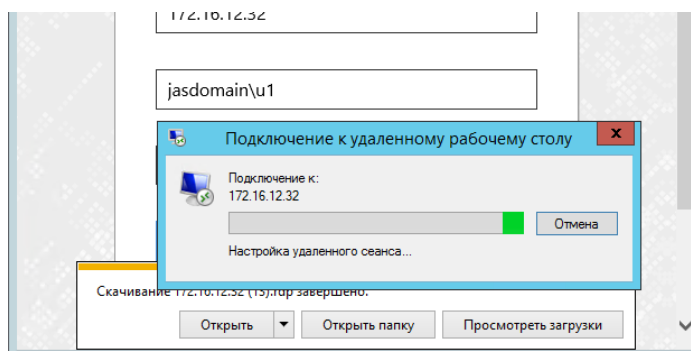 172.16.12.32
jasdomain\u1
Подключение к удаленному рабочему столу
x
Подключение к:
172.16.12.32
Отмена
Настройка удаленного сеанса...
Скачивание 172.16.12.32 (13).rdp завершено.
Открыть
Открыть папку
Просмотреть загрузки